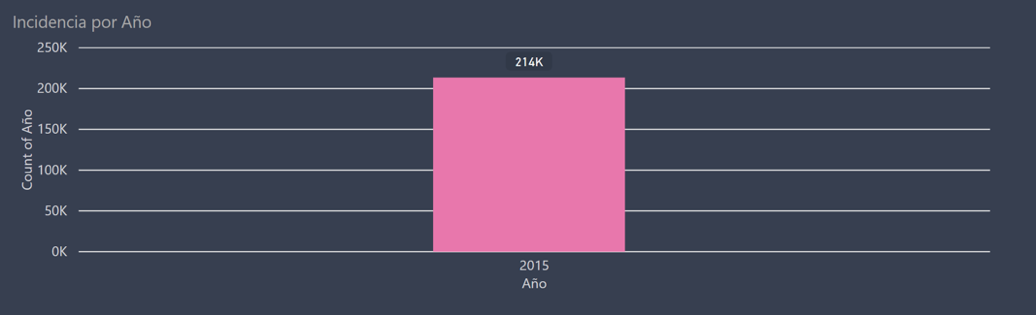 Incidencia por Año
250K
214K
200K
150K
100K
50K
0K
Count of Año
2015
Año